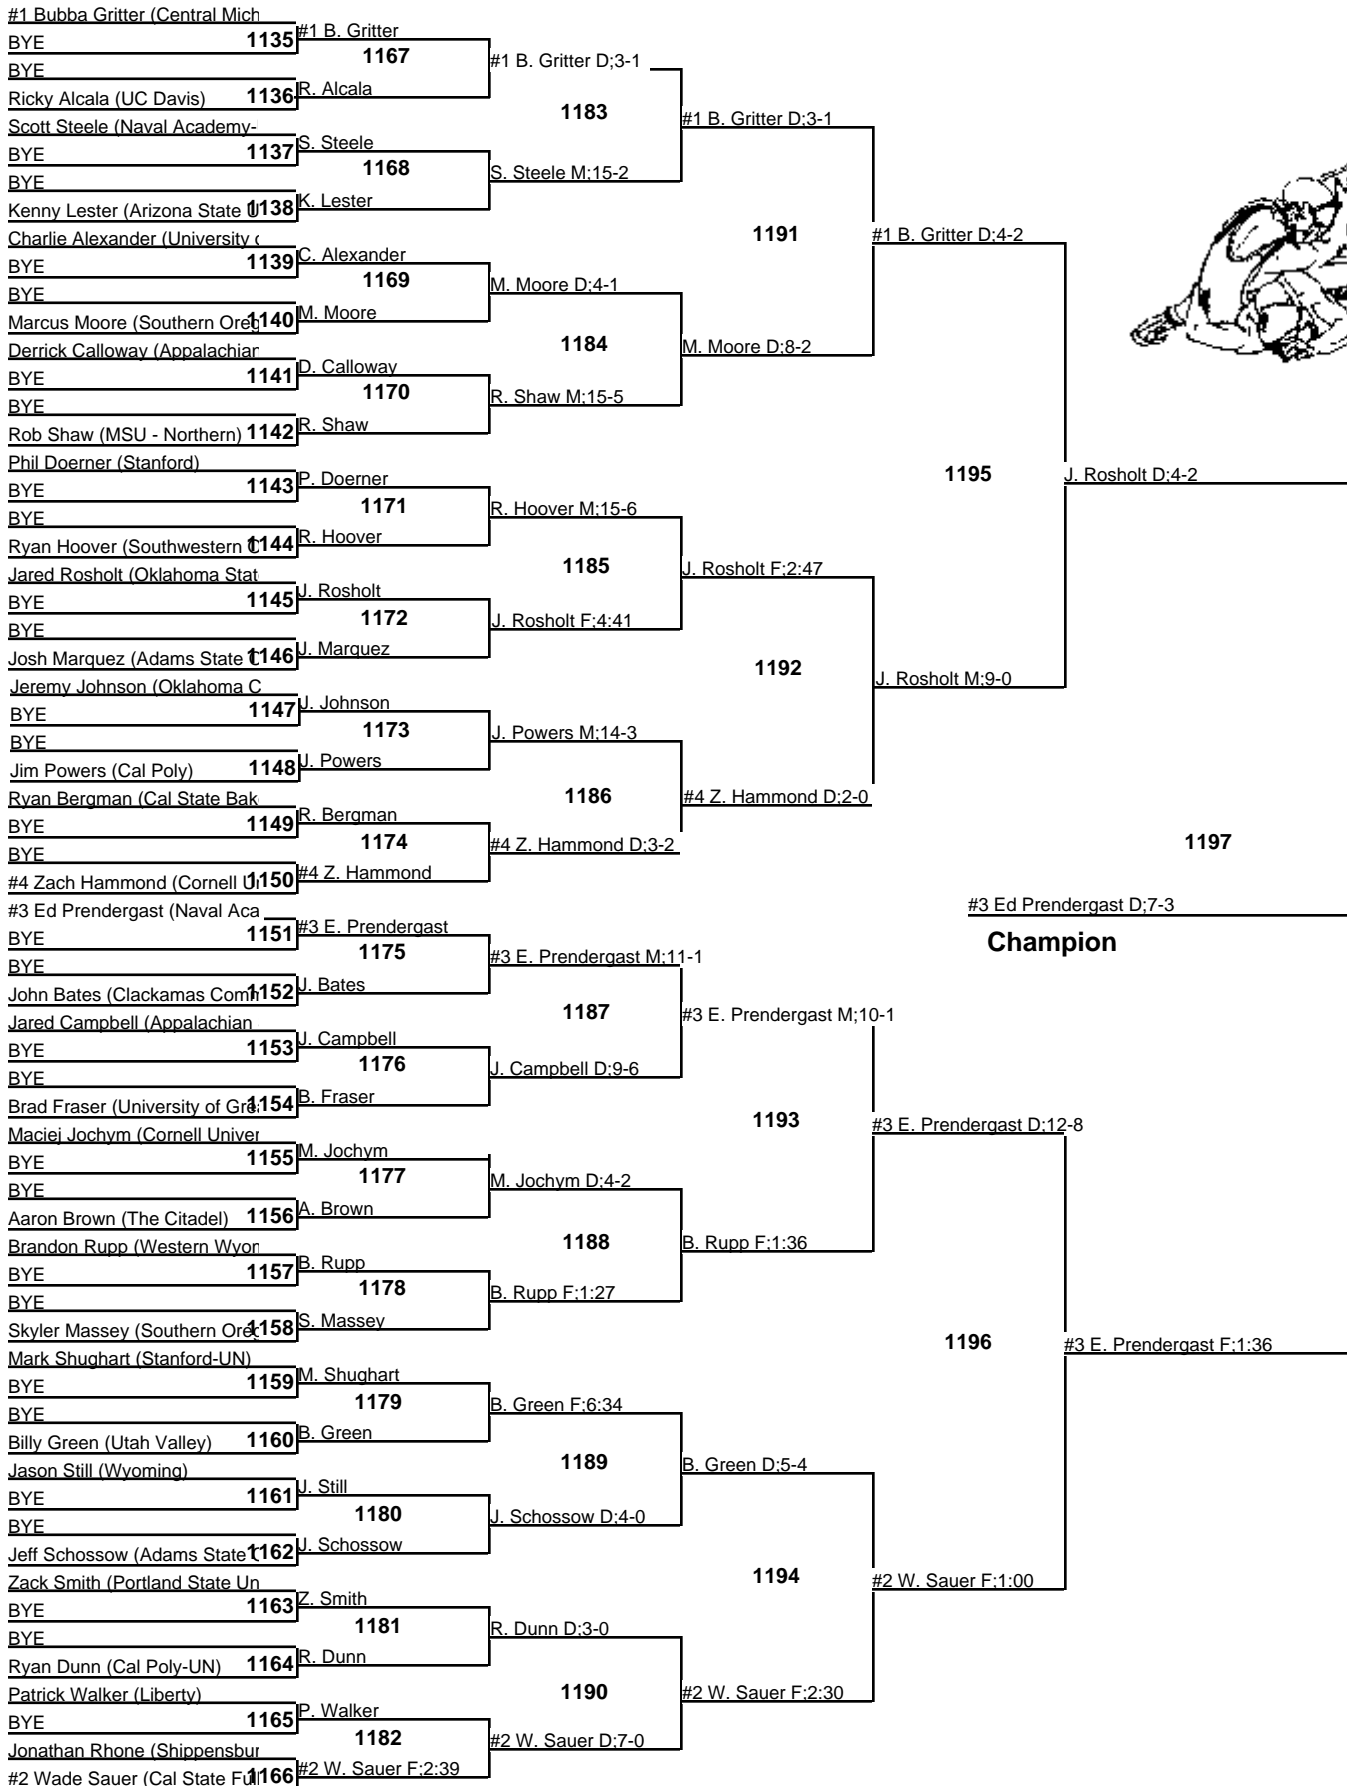 #1 Bubba Gritter (Central Mich
BYE
1135
BYE
Ricky Alcala (UC Davis)
1136
Scott Steele (Naval Academy-
BYE
1137
BYE
Kenny Lester (Arizona State U
1138
Charlie Alexander (University o
BYE
1139
BYE
Marcus Moore (Southern Oreg
1140
Derrick Calloway (Appalachian
BYE
1141
BYE
Rob Shaw (MSU - Northern)
1142
Phil Doerner (Stanford)
BYE
1143
BYE
Ryan Hoover (Southwestern C
1144
Jared Rosholt (Oklahoma Stat
BYE
1145
BYE
Josh Marquez (Adams State C
1146
Jeremy Johnson (Oklahoma C
BYE
1147
BYE
Jim Powers (Cal Poly)
1148
Ryan Bergman (Cal State Bak
BYE
1149
BYE
#4 Zach Hammond (Cornell Un
1150
#3 Ed Prendergast (Naval Aca
BYE
1151
BYE
John Bates (Clackamas Comm
1152
Jared Campbell (Appalachian
BYE
1153
BYE
Brad Fraser (University of Grea
1154
Maciej Jochym (Cornell Univer
BYE
1155
BYE
Aaron Brown (The Citadel)
1156
Brandon Rupp (Western Wyom
BYE
1157
BYE
Skyler Massey (Southern Oreg
1158
Mark Shughart (Stanford-UN)
BYE
1159
BYE
Billy Green (Utah Valley)
1160
Jason Still (Wyoming)
BYE
1161
BYE
Jeff Schossow (Adams State C
1162
Zack Smith (Portland State Un
BYE
1163
BYE
Ryan Dunn (Cal Poly-UN)
1164
Patrick Walker (Liberty)
BYE
1165
Jonathan Rhone (Shippensbur
#2 Wade Sauer (Cal State Full
1166
#1 B. Gritter
1167
R. Alcala
S. Steele
1168
K. Lester
C. Alexander
1169
M. Moore
D. Calloway
1170
R. Shaw
P. Doerner
1171
R. Hoover
J. Rosholt
1172
J. Marquez
J. Johnson
1173
J. Powers
R. Bergman
1174
#4 Z. Hammond
#3 E. Prendergast
1175
J. Bates
J. Campbell
1176
B. Fraser
M. Jochym
1177
A. Brown
B. Rupp
1178
S. Massey
M. Shughart
1179
B. Green
J. Still
1180
J. Schossow
Z. Smith
1181
R. Dunn
P. Walker
1182
#2 W. Sauer F;2:39
#1 B. Gritter D;3-1
1183
S. Steele M;15-2
M. Moore D;4-1
1184
R. Shaw M;15-5
R. Hoover M;15-6
1185
J. Rosholt F;4:41
J. Powers M;14-3
1186
#4 Z. Hammond D;3-2
#3 E. Prendergast M;11-1
1187
J. Campbell D;9-6
M. Jochym D;4-2
1188
B. Rupp F;1:27
B. Green F;6:34
1189
J. Schossow D;4-0
R. Dunn D;3-0
1190
#2 W. Sauer D;7-0
#1 B. Gritter D;3-1
1191
M. Moore D;8-2
J. Rosholt F;2:47
1192
#4 Z. Hammond D;2-0
#3 E. Prendergast M;10-1
1193
B. Rupp F;1:36
B. Green D;5-4
1194
#2 W. Sauer F;2:30
#1 B. Gritter D;4-2
1195
J. Rosholt M;9-0
#3 E. Prendergast D;12-8
1196
#2 W. Sauer F;1:00
J. Rosholt D;4-2
1197
#3 E. Prendergast F;1:36
#3 Ed Prendergast D;7-3
Champion